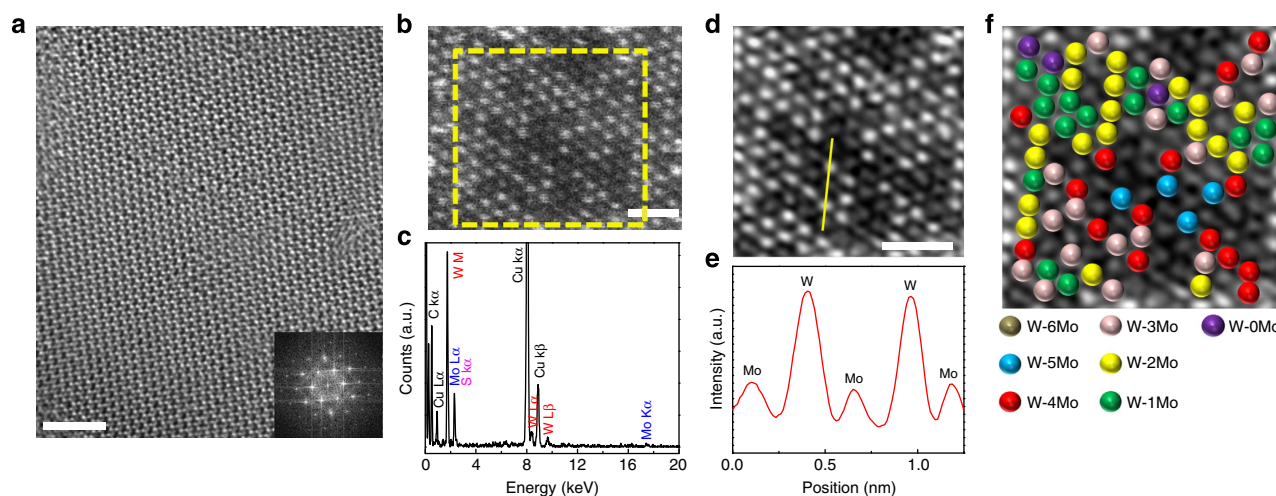 a
b
c
Counts (a.u.)
C kα
Cu Lα
W M
Mo Lα
S kα
Cu kα
W Lα
Cu kβ
W Lβ
Mo Kα
0 4 8 12 16 20
Energy (keV)
d
e
Intensity (a.u.)
Mo W Mo W Mo
0.0 0.5 1.0
Position (nm)
f
W-6Mo W-3Mo W-0Mo
W-5Mo W-2Mo
W-4Mo W-1Mo